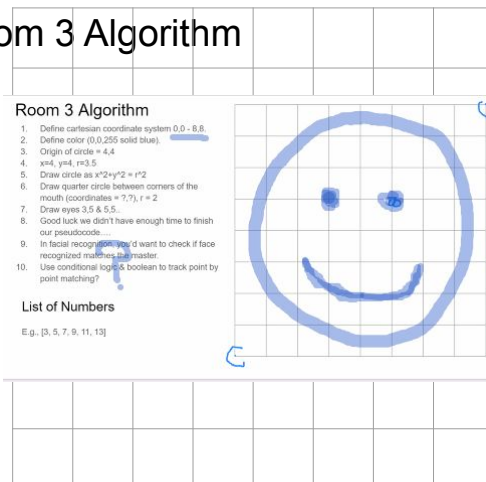 om 3 Algorithm
Room 3 Algorithm
1. Define cartesian coordinate system 0,0 - 8,8.
2. Define color (0,0,255 solid blue).
3. Origin of circle = 4,4
4. x=4, y=4, r=3.5
5. Draw circle as x^2+y^2 = r^2
6. Draw quarter circle between corners of the
mouth (coordinates = ?,?), r = 2
7. Draw eyes 3,5 & 5,5..
8. Good luck we didn't have enough time to finish
our pseudocode....
9. In facial recognition, you'd want to check if face
recognized matches the master.
10. Use conditional logic & boolean to track point by
point matching?
?
List of Numbers
E.g., [3, 5, 7, 9, 11, 13]